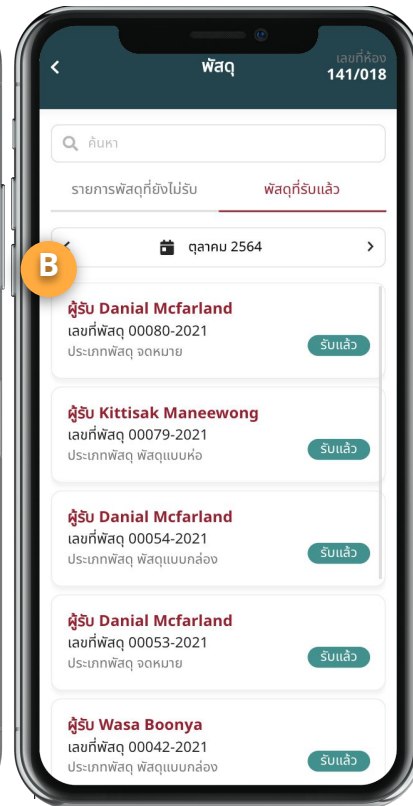 พัสดุ
เลขที่ห้อง
141/018
ค้นหา
รายการพัสดุที่ยังไม่รับ
พัสดุที่รับแล้ว
ตุลาคม 2564
B
ผู้รับ Danial Mcfarland
เลขที่พัสดุ 00080-2021
ประเภทพัสดุ จดหมาย
รับแล้ว
ผู้รับ Kittisak Maneewong
เลขที่พัสดุ 00079-2021
ประเภทพัสดุ พัสดุแบบห่อ
รับแล้ว
ผู้รับ Danial Mcfarland
เลขที่พัสดุ 00054-2021
ประเภทพัสดุ พัสดุแบบกล่อง
รับแล้ว
ผู้รับ Danial Mcfarland
เลขที่พัสดุ 00053-2021
ประเภทพัสดุ จดหมาย
รับแล้ว
ผู้รับ Wasa Boonya
เลขที่พัสดุ 00042-2021
ประเภทพัสดุ พัสดุแบบกล่อง
รับแล้ว